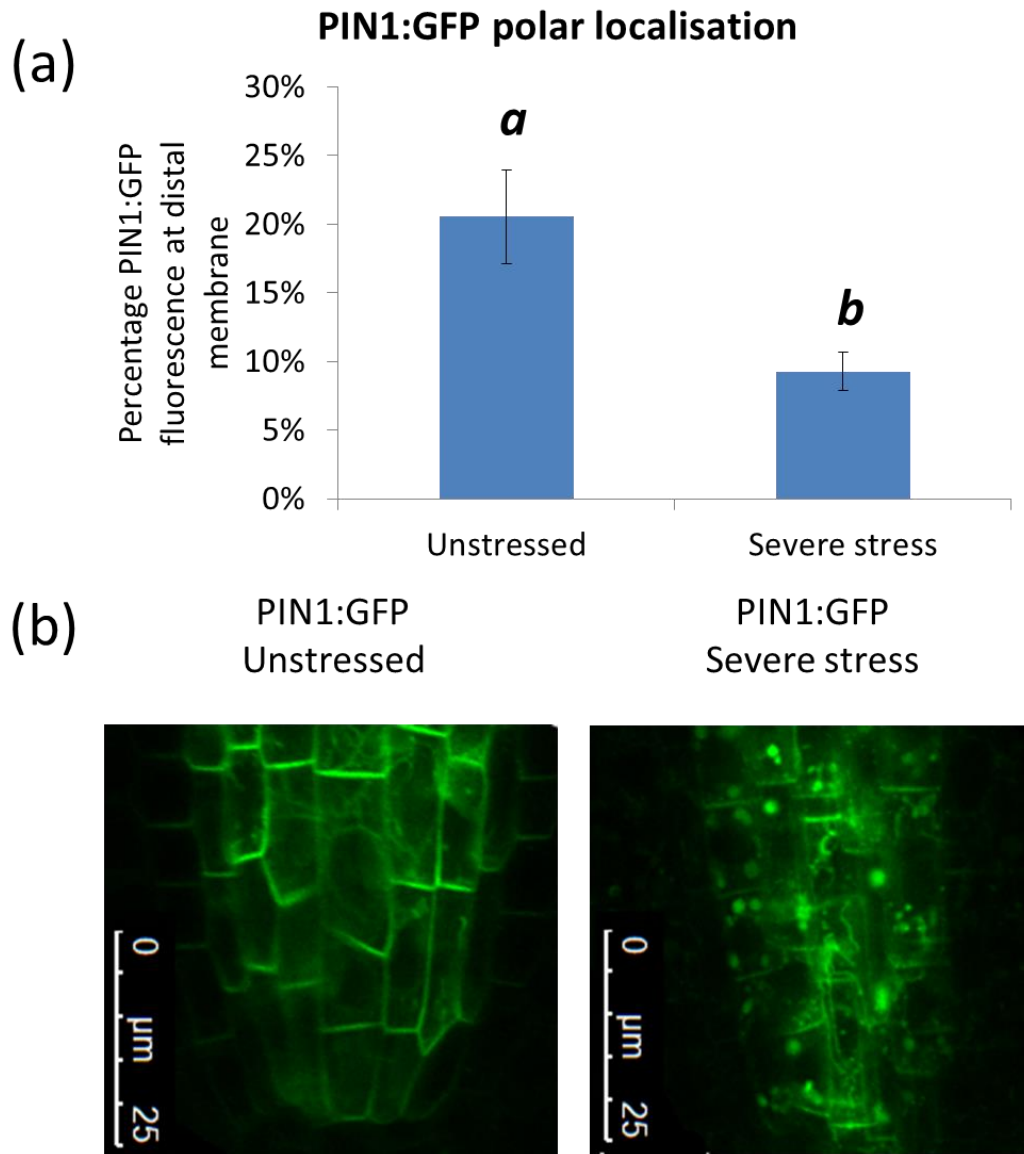 PIN1:GFP polar localisation
(a)
Percentage PIN1:GFP
fluorescence at distal
membrane
30%
25%
20%
15%
10%
5%
0%
a
b
Unstressed
Severe stress
(b)
PIN1:GFP
Unstressed
PIN1:GFP
Severe stress
0 µm 25
0 µm 25